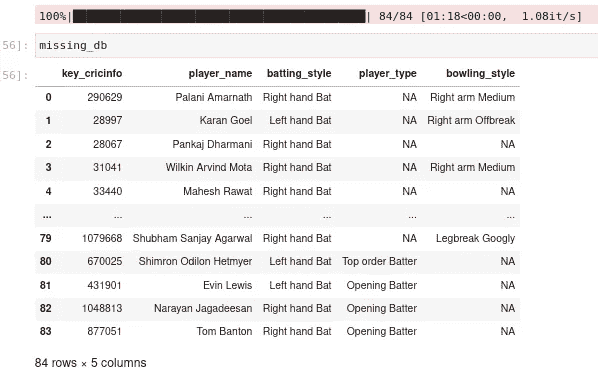 100%| | 84/84 [01:18<00:00, 1.08it/s]
56]: missing_db
56]: key_cricinfo player_name batting_style player_type bowling_style
0 290629 Palani Amarnath Right hand Bat NA Right arm Medium
1 28997 Karan Goel Left hand Bat NA Right arm Offbreak
2 28067 Pankaj Dharmani Right hand Bat NA NA
3 31041 Wilkin Arvind Mota Right hand Bat NA Right arm Medium
4 33440 Mahesh Rawat Right hand Bat NA NA
... ... ... ... ... ...
79 1079668 Shubham Sanjay Agarwal Right hand Bat NA Legbreak Googly
80 670025 Shimron Odilon Hetmyer Left hand Bat Top order Batter NA
81 431901 Evin Lewis Left hand Bat Opening Batter NA
82 1048813 Narayan Jagadeesan Right hand Bat Opening Batter NA
83 877051 Tom Banton Right hand Bat Opening Batter NA
84 rows × 5 columns